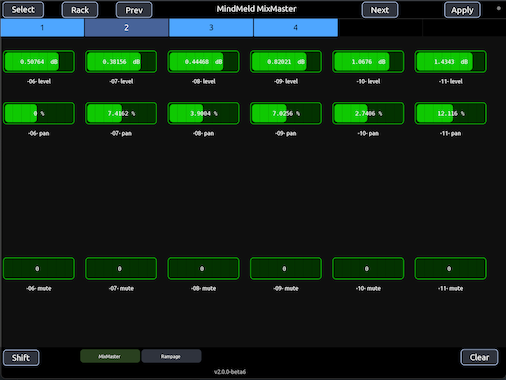 Select Rack Prev MindMeld MixMaster Next Apply
1 2 3 4
0.50764 dB 0.38156 dB 0.44468 dB 0.82021 dB 1.0676 dB 1.4343 dB
-06- level -07- level -08- level -09- level -10- level -11- level
0 % 7.4162 % 3.9004 % 7.0256 % 2.7406 % 12.116 %
-06- pan -07- pan -08- pan -09- pan -10- pan -11- pan
0 0 0 0 0 0
-06- mute -07- mute -08- mute -09- mute -10- mute -11- mute
Shift MixMaster Rampage Clear
v2.0.0-beta6